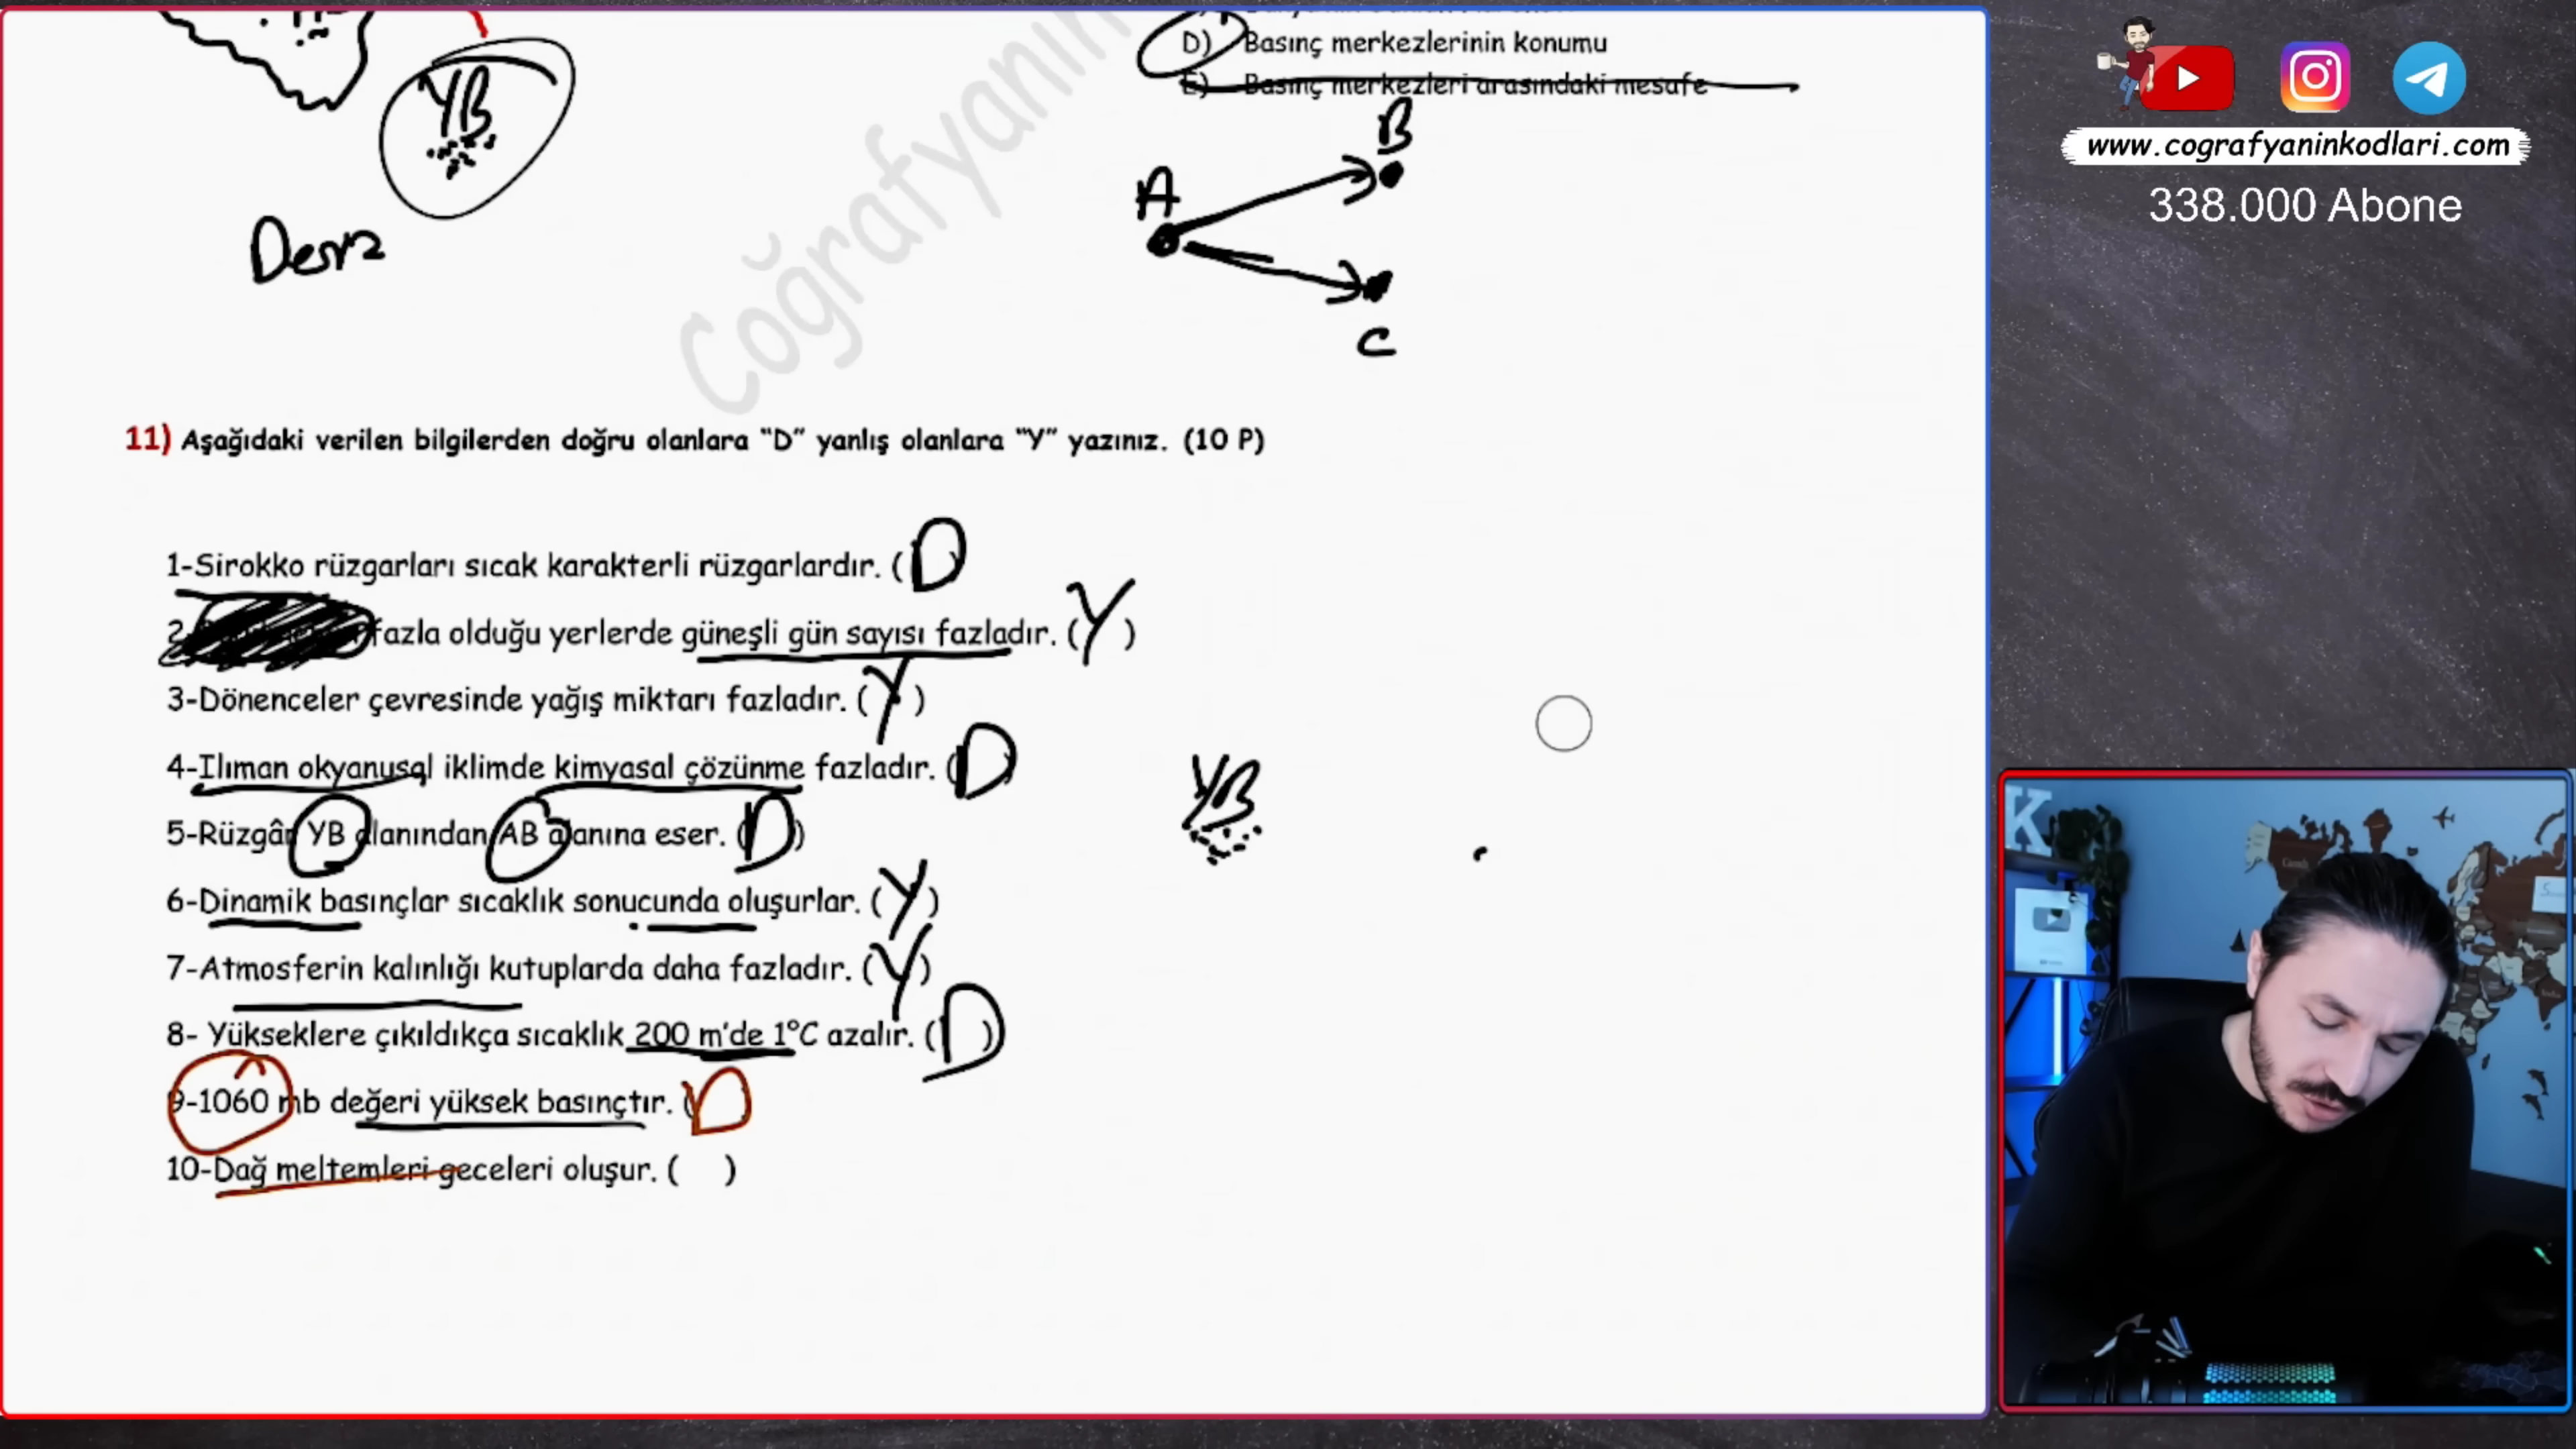 D) Basınç merkezlerinin konumu
E) Basınç merkezleri arasındaki mesafe
YB
Deniz
A
B
C
Coğrafyanın
11) Aşağıdaki verilen bilgilerden doğru olanlara "D" yanlış olanlara "Y" yazınız. (10 P)
1-Sirokko rüzgarları sıcak karakterli rüzgarlardır. (D)
2- fazla olduğu yerlerde güneşli gün sayısı fazladır. (Y)
3-Dönenceler çevresinde yağış miktarı fazladır. (Y)
4-Ilıman okyanusal iklimde kimyasal çözünme fazladır. (D)
5-Rüzgâr YB alanından AB alanına eser. (D)
6-Dinamik basınçlar sıcaklık sonucunda oluşurlar. (Y)
7-Atmosferin kalınlığı kutuplarda daha fazladır. (Y)
8- Yükseklere çıkıldıkça sıcaklık 200 m'de 1°C azalır. (D)
9-1060 mb değeri yüksek basınçtır. (D)
10-Dağ meltemleri geceleri oluşur. ( )
YB
www.cografyaninkodlari.com
338.000 Abone
K